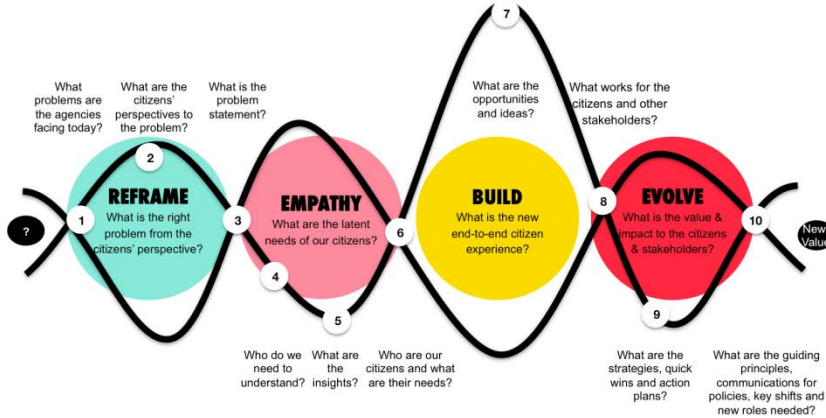 7
What
problems are
the agencies
facing today?
What are the
citizens'
perspectives to
the problem?
What is the
problem
statement?
What are the
opportunities
and ideas?
What works for the
citizens and other
stakeholders?
?
1
2
REFRAME
What is the right
problem from the
citizens' perspective?
3
EMPATHY
What are the latent
needs of our citizens?
4
5
6
BUILD
What is the new
end-to-end citizen
experience?
8
EVOLVE
What is the value &
impact to the citizens
& stakeholders?
9
10
New
Value
Who do we
need to
understand?
What are
the
insights?
Who are our
citizens and what
are their needs?
What are the
strategies, quick
wins and action
plans?
What are the guiding
principles,
communications for
policies, key shifts and
new roles needed?